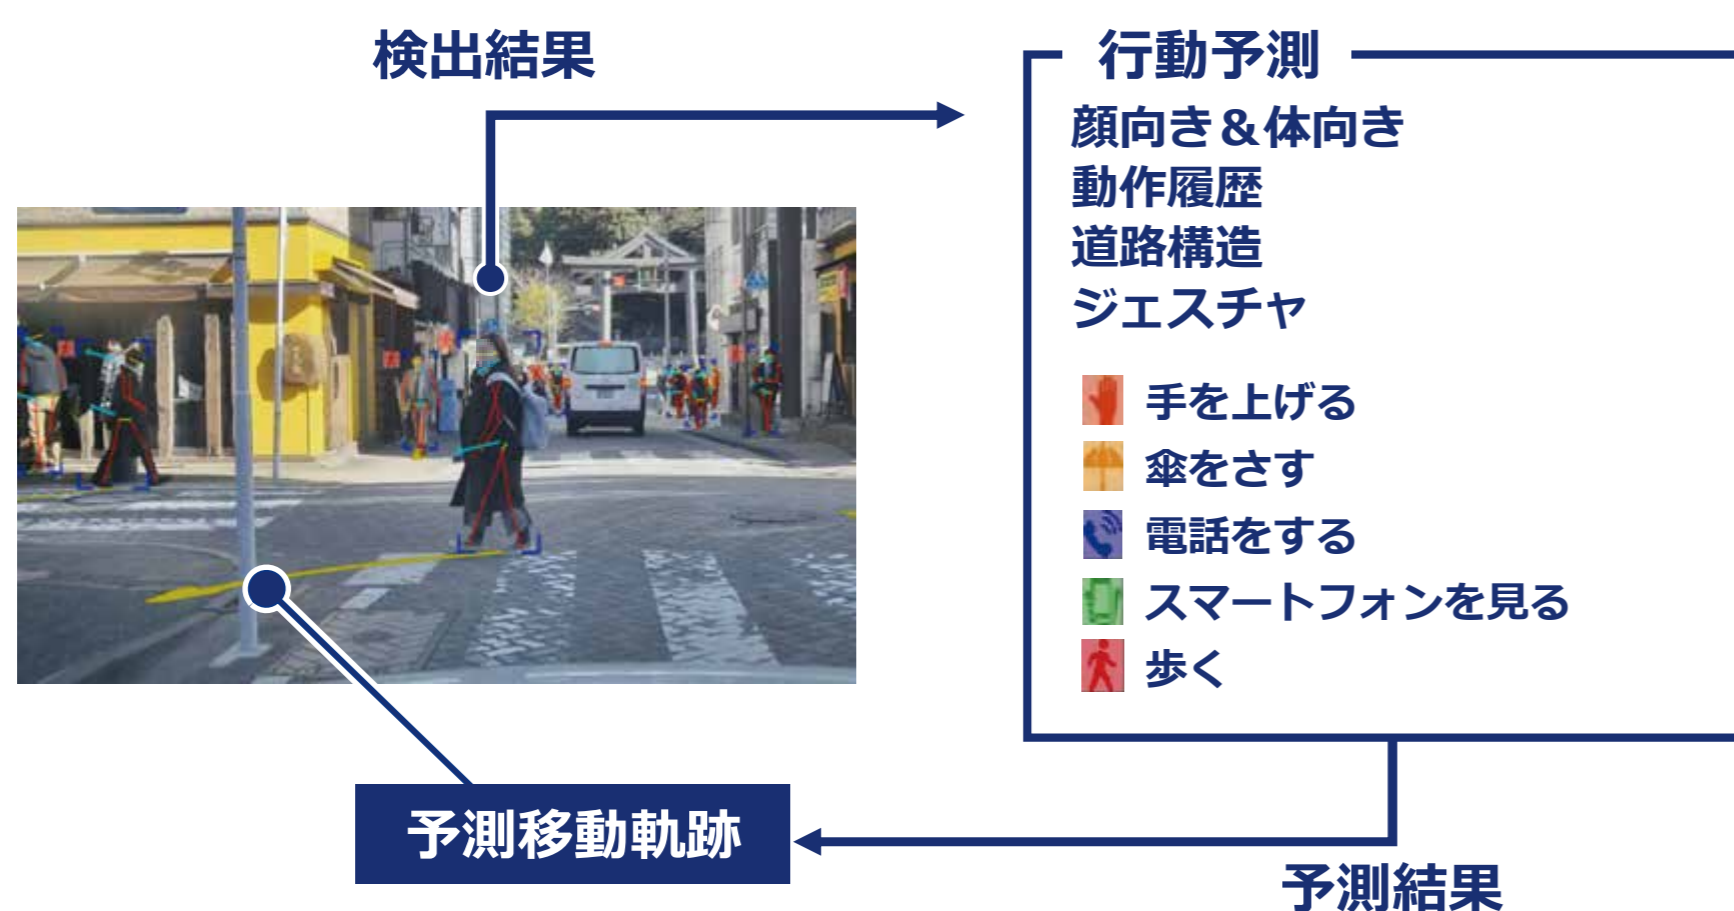 検出結果
行動予測
顔向き＆体向き
動作履歴
道路構造
ジェスチャ
手を上げる
傘をさす
電話をする
スマートフォンを見る
歩く
予測移動軌跡
予測結果